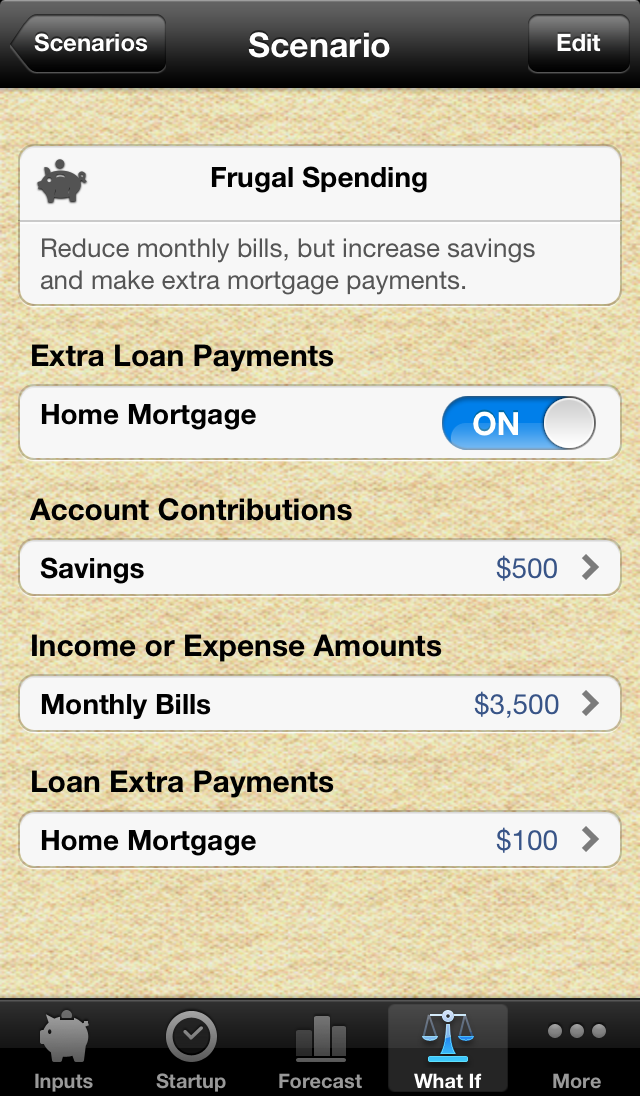 Scenarios
Scenario
Edit
Frugal Spending
Reduce monthly bills, but increase savings
and make extra mortgage payments.
Extra Loan Payments
Home Mortgage
ON
Account Contributions
Savings
$500
Income or Expense Amounts
Monthly Bills
$3,500
Loan Extra Payments
Home Mortgage
$100
Inputs
Startup
Forecast
What If
More